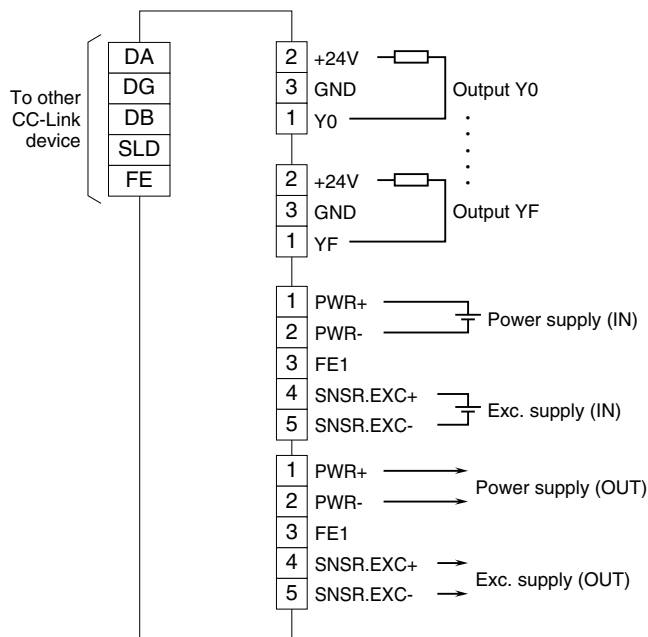 To other
CC-Link
device
DA
DG
DB
SLD
FE
2 +24V
3 GND
1 Y0
Output Y0
2 +24V
3 GND
1 YF
Output YF
1 PWR+
2 PWR-
Power supply (IN)
3 FE1
4 SNSR.EXC+
5 SNSR.EXC-
Exc. supply (IN)
1 PWR+
2 PWR-
Power supply (OUT)
3 FE1
4 SNSR.EXC+
5 SNSR.EXC-
Exc. supply (OUT)